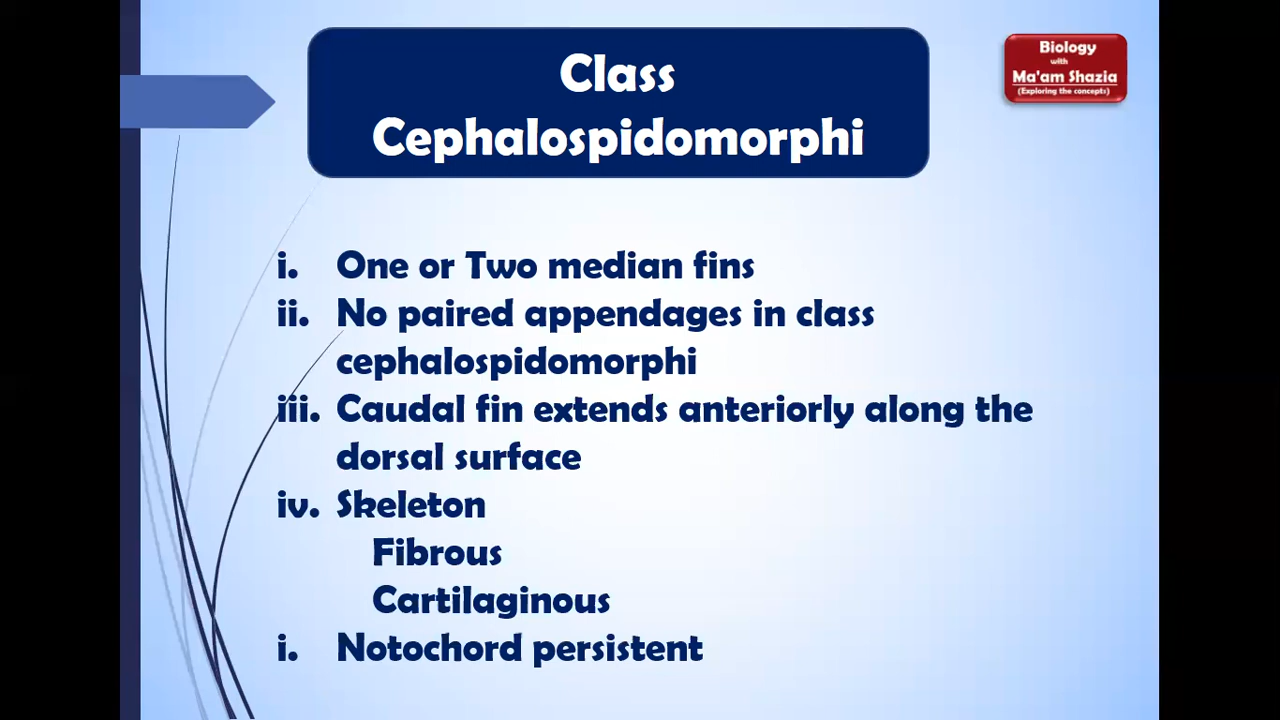 Class
Cephalospidomorphi
Biology
with
Ma'am Shazia
(Exploring the concepts)
i. One or Two median fins
ii. No paired appendages in class
cephalospidomorphi
iii. Caudal fin extends anteriorly along the
dorsal surface
iv. Skeleton
Fibrous
Cartilaginous
i. Notochord persistent